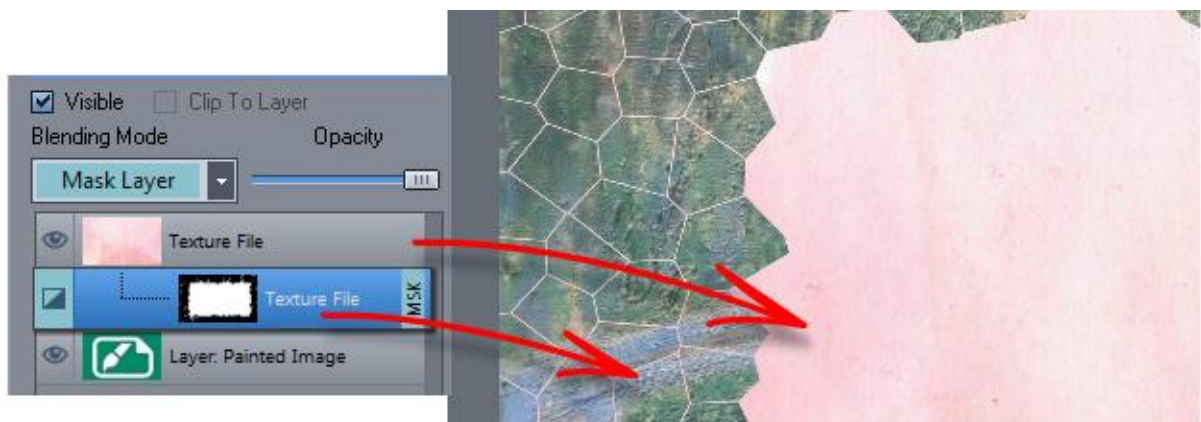 Visible Clip To Layer
Blending Mode Opacity
Mask Layer
Texture File
Texture File MSK
Layer: Painted Image